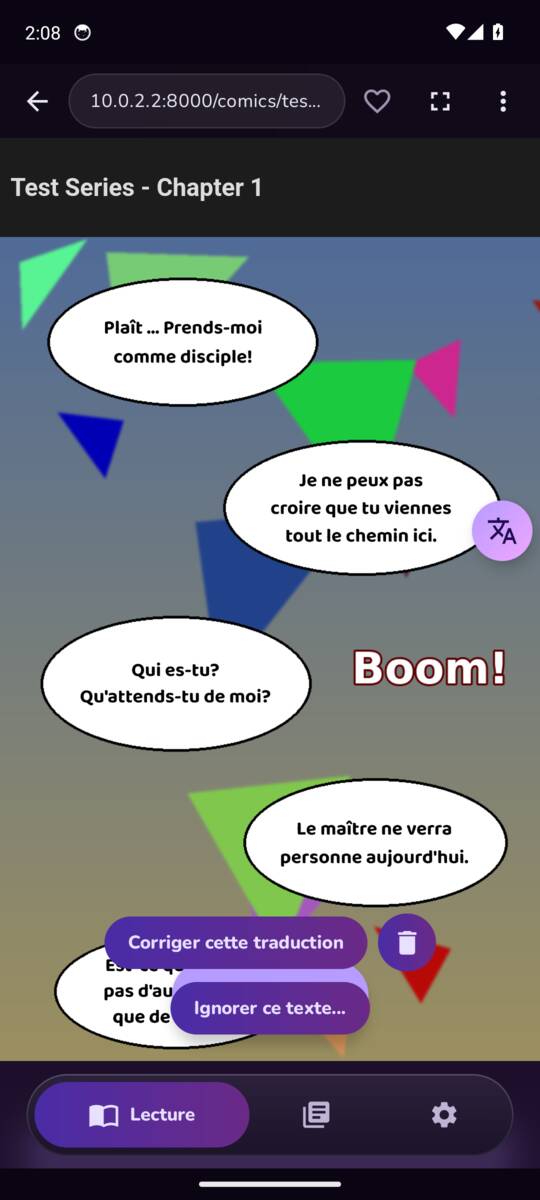 2:08
10.0.2.2:8000/comics/tes...
Test Series - Chapter 1
Plaît ... Prends-moi
comme disciple!
Je ne peux pas
croire que tu viennes
tout le chemin ici.
Qui es-tu?
Qu'attends-tu de moi?
Boom!
Le maître ne verra
personne aujourd'hui.
Corriger cette traduction
pas d'au
que de
Ignorer ce texte...
Lecture